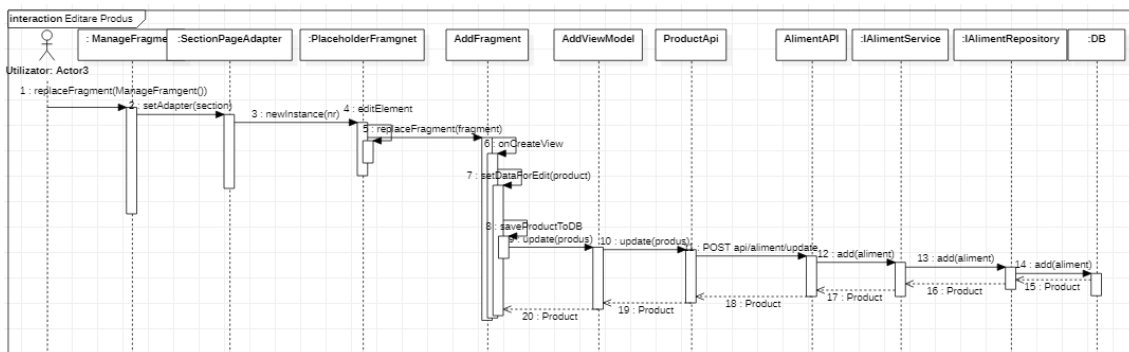 interaction Editare Produs
: ManageFragme
:SectionPageAdapter
:PlaceholderFramgnet
AddFragment
AddViewModel
ProductApi
AlimentAPI
:IAlimentService
:IAlimentRepository
:DB
Utilizator: Actor3
1 : replaceFragment(ManageFramgent())
2 : setAdapter(section)
3 : newInstance(nr)
4 : editElement
5 : replaceFragment(fragment)
6 : onCreateView
7 : setDataForEdit(product)
8 : saveProductToDB
9 : update(produs)
10 : update(produs)
11 : POST api/aliment/update
12 : add(aliment)
13 : add(aliment)
14 : add(aliment)
15 : Product
16 : Product
17 : Product
18 : Product
19 : Product
20 : Product